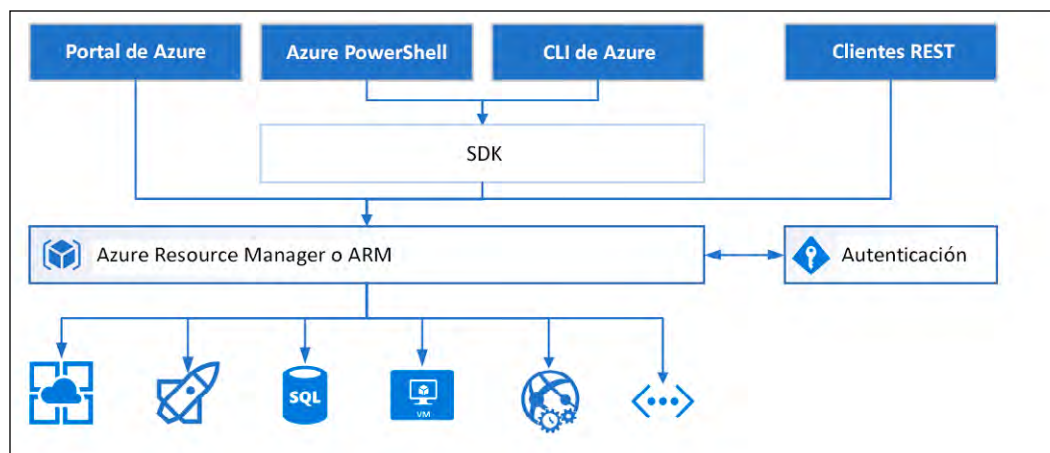 Portal de Azure
Azure PowerShell
CLI de Azure
Clientes REST
SDK
Azure Resource Manager o ARM
Autenticación
SQL
VM